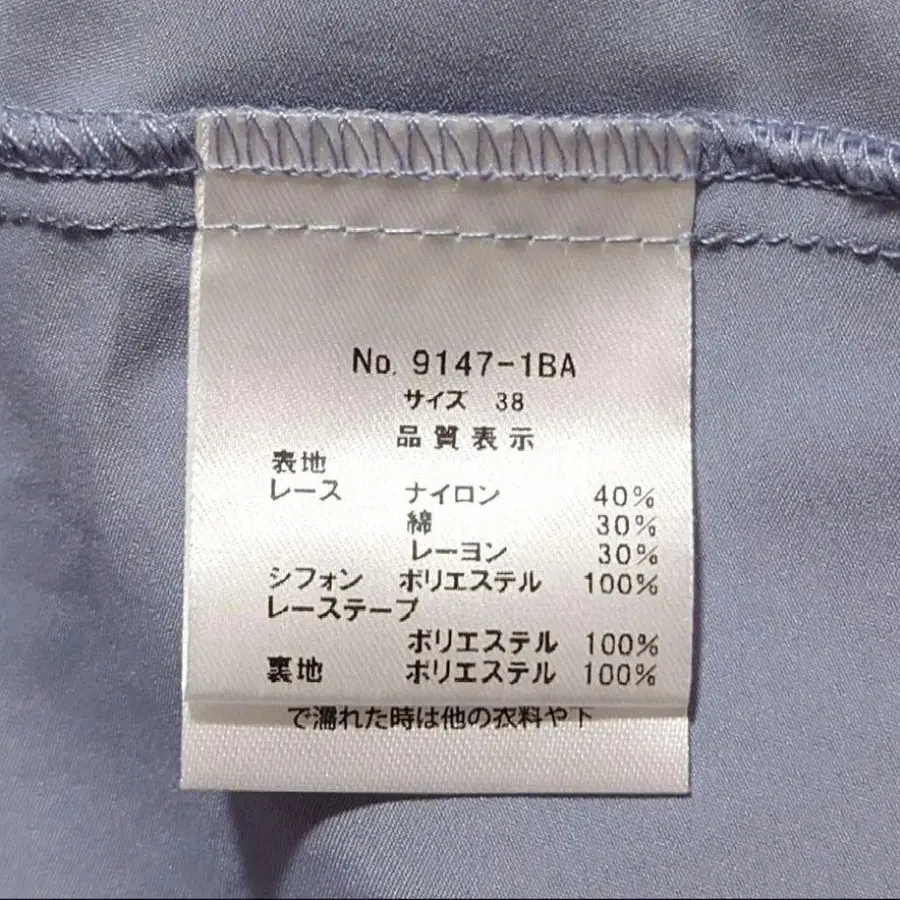 No. 9147-1BA
サイズ 38
品質表示
表地
レース ナイロン 40%
綿 30%
レーヨン 30%
シフォン ポリエステル 100%
レーステープ
ポリエステル 100%
裏地 ポリエステル 100%
で濡れた時は他の衣料や